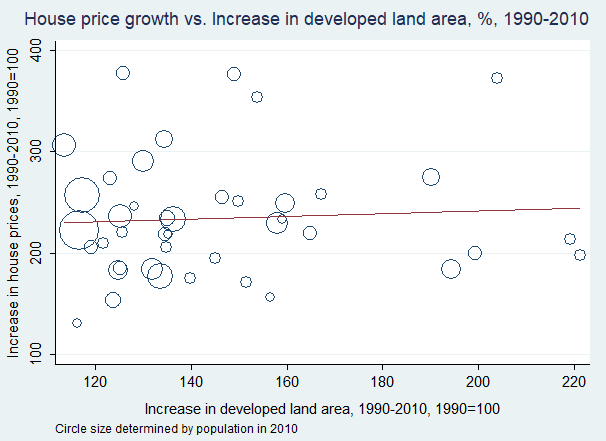 House price growth vs. Increase in developed land area, %, 1990-2010
Increase in house prices, 1990-2010, 1990=100
400
300
200
100
120 140 160 180 200 220
Increase in developed land area, 1990-2010, 1990=100
Circle size determined by population in 2010